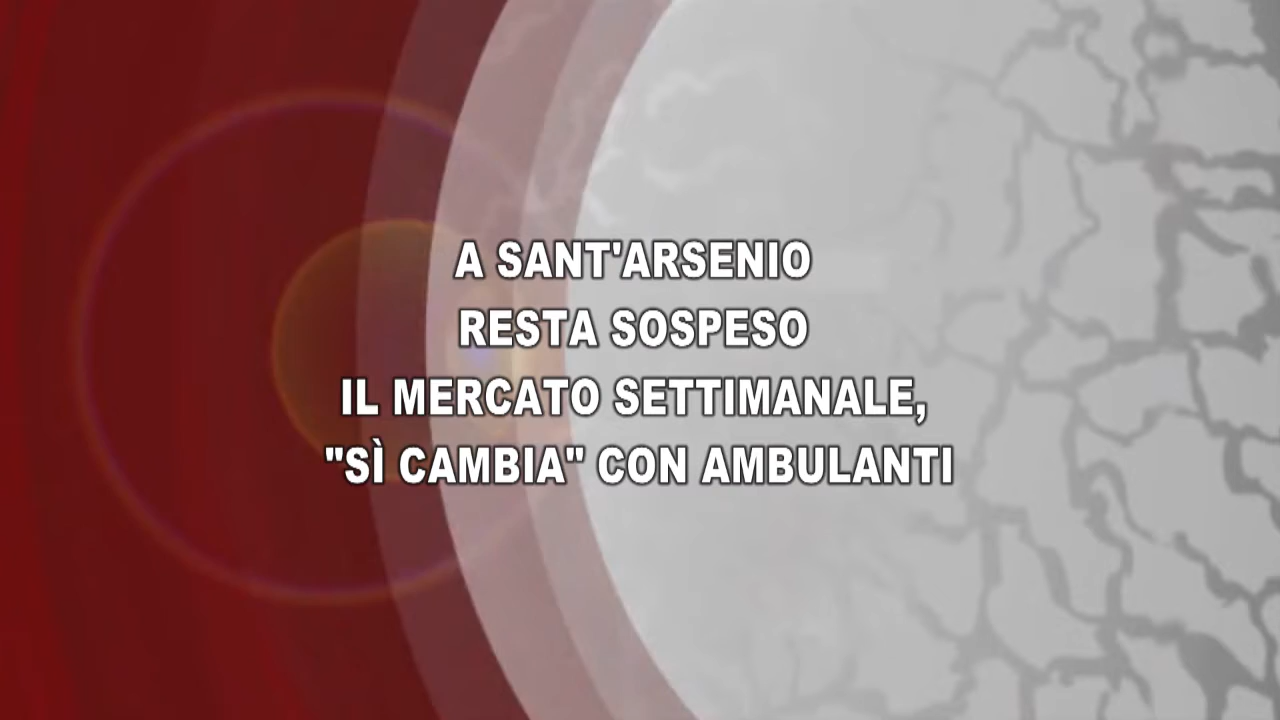 A SANT'ARSENIO
RESTA SOSPESO
IL MERCATO SETTIMANALE,
"SÌ CAMBIA" CON AMBULANTI